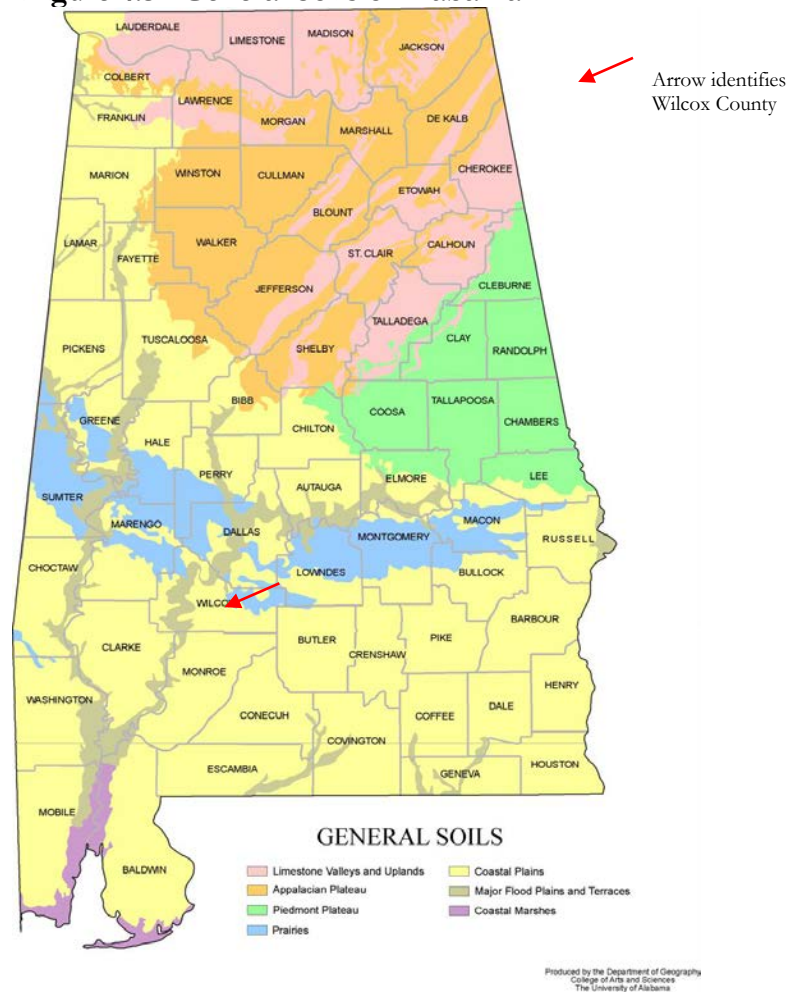 Arrow identifies
Wilcox County
LAUDERDALE
LIMESTONE
MADISON
JACKSON
COLBERT
LAWRENCE
FRANKLIN
MORGAN
MARSHALL
DE KALB
MARION
WINSTON
CULLMAN
CHEROKEE
ETOWAH
BLOUNT
LAMAR
FAYETTE
WALKER
ST. CLAIR
CALHOUN
JEFFERSON
CLEBURNE
TALLADEGA
PICKENS
TUSCALOOSA
SHELBY
CLAY
RANDOLPH
BIBB
GREENE
HALE
CHILTON
COOSA
TALLAPOOSA
CHAMBERS
PERRY
AUTAUGA
ELMORE
LEE
SUMTER
MARENGO
DALLAS
MONTGOMERY
MACON
RUSSELL
CHOCTAW
LOWNDES
BULLOCK
WILCO
CLARKE
BUTLER
CRENSHAW
PIKE
BARBOUR
MONROE
WASHINGTON
CONECUH
COVINGTON
COFFEE
DALE
HENRY
ESCAMBIA
GENEVA
HOUSTON
MOBILE
BALDWIN
GENERAL SOILS
Limestone Valleys and Uplands
Appalacian Plateau
Piedmont Plateau
Prairies
Coastal Plains
Major Flood Plains and Terraces
Coastal Marshes
Produced by the Department of Geography
College of Arts and Sciences
The University of Alabama